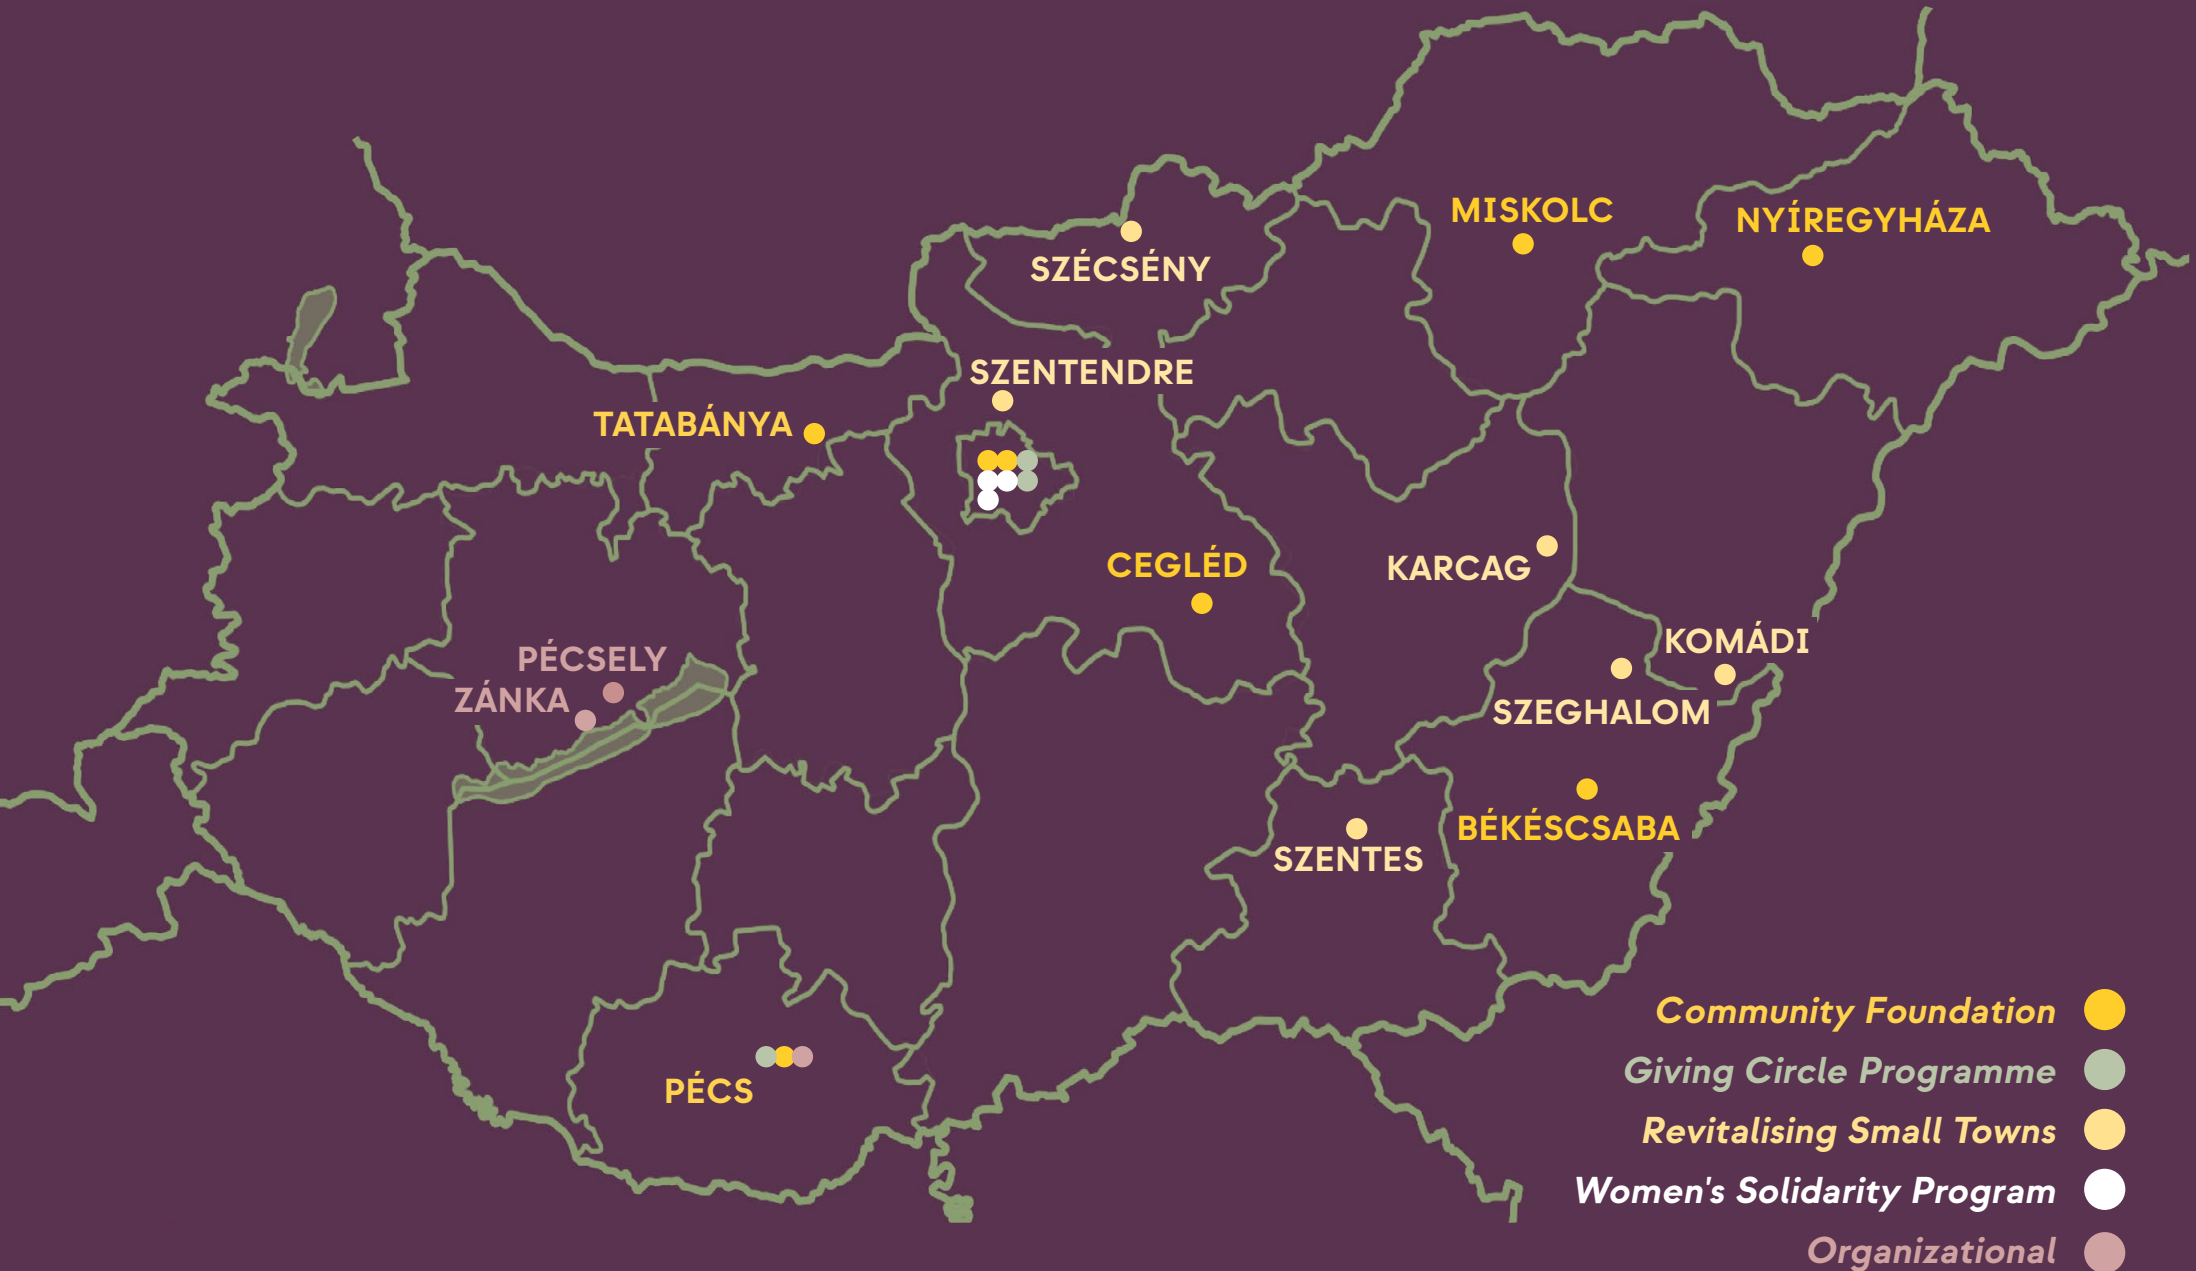 MISKOLC
NYÍREGYHÁZA
SZÉCSÉNY
SZENTENDRE
TATABÁNYA
CEGLÉD
KARCAG
KOMÁDI
PÉCSELY
ZÁNKA
SZEGHALOM
BÉKÉSCSABA
SZENTES
PÉCS
Community Foundation
Giving Circle Programme
Revitalising Small Towns
Women's Solidarity Program
Organizational